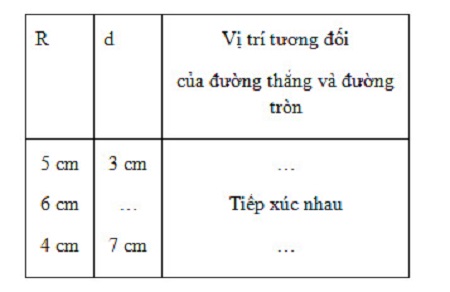 R d Vị trí tương đối
của đường thẳng và đường
tròn
5 cm 3 cm ...
6 cm ... Tiếp xúc nhau
4 cm 7 cm ...